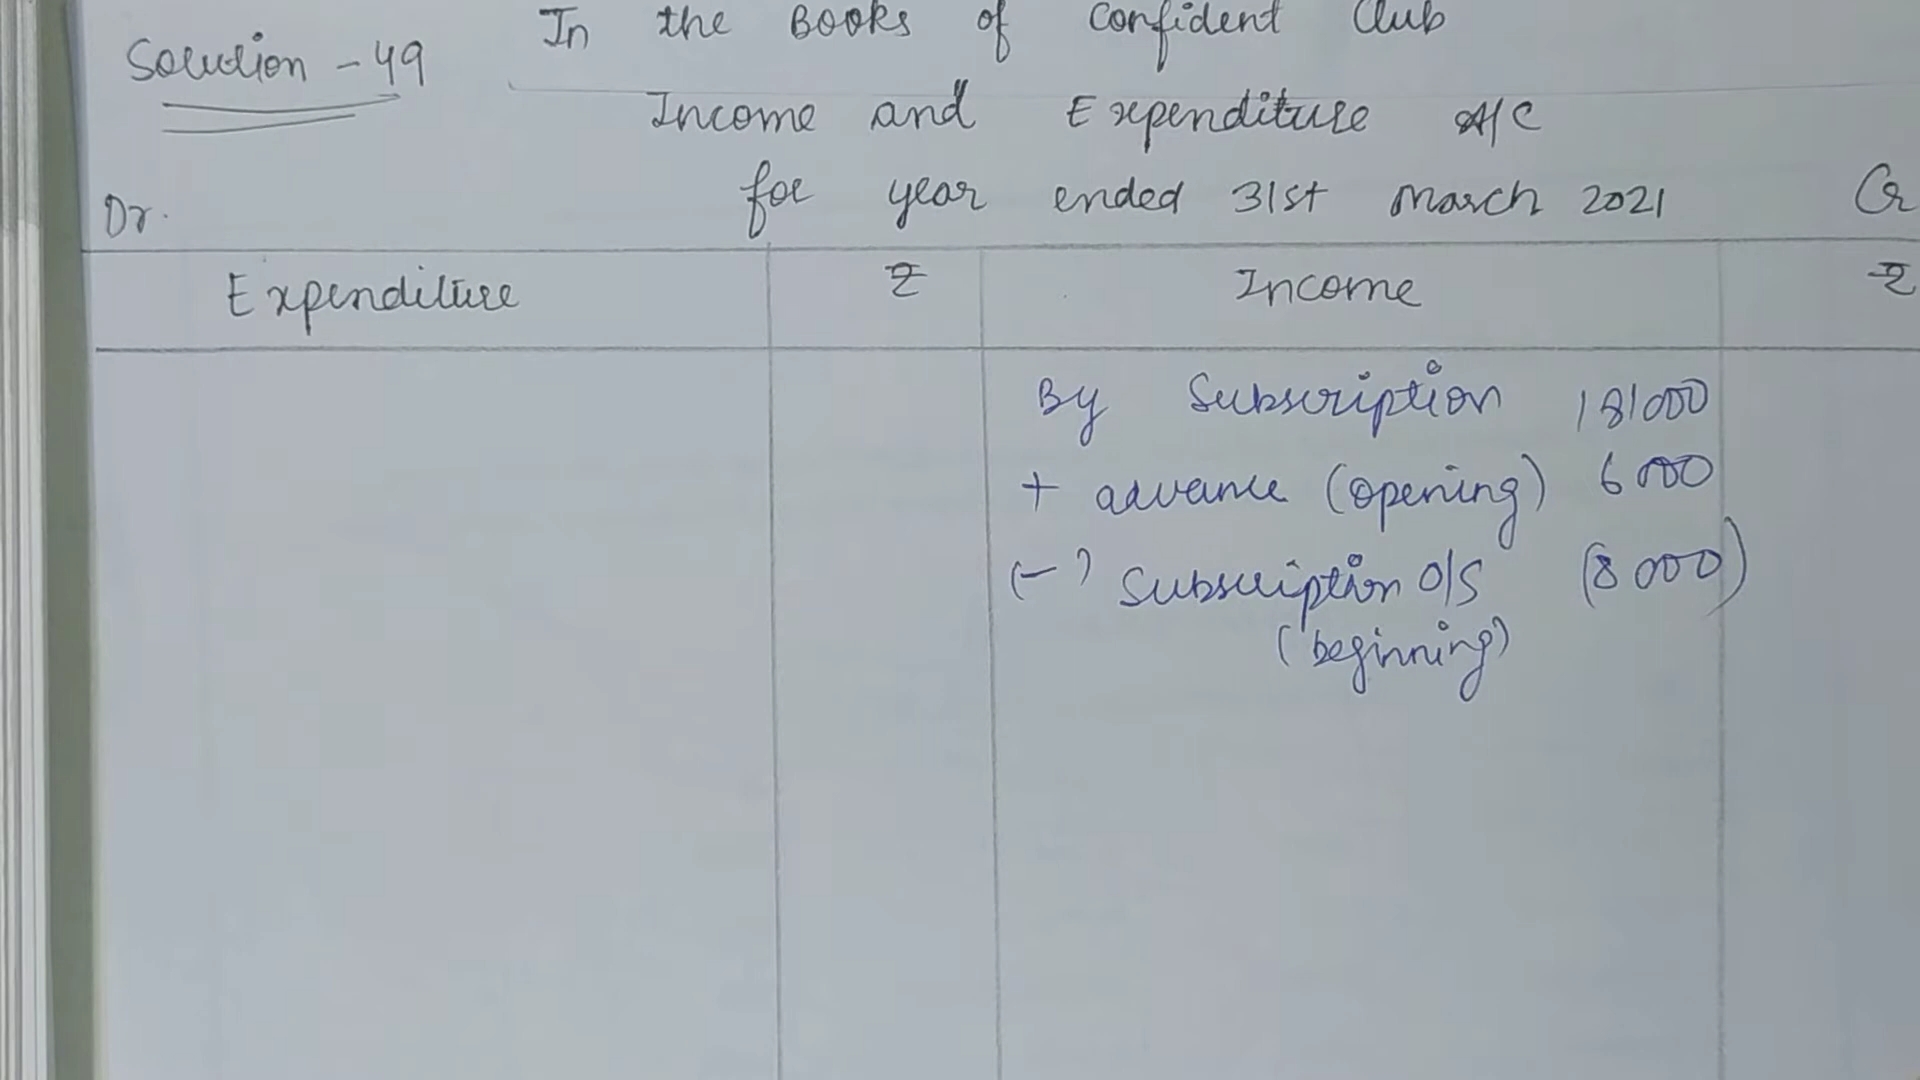 Solution - 49
In the Books of Confident Club
Income and Expenditure A/C
for year ended 31st March 2021
Dr.
Cr
Expenditure ₹ Income ₹
By Subscription 181000
+ advance (opening) 6000
(-) Subscription O/S (8000)
(beginning)